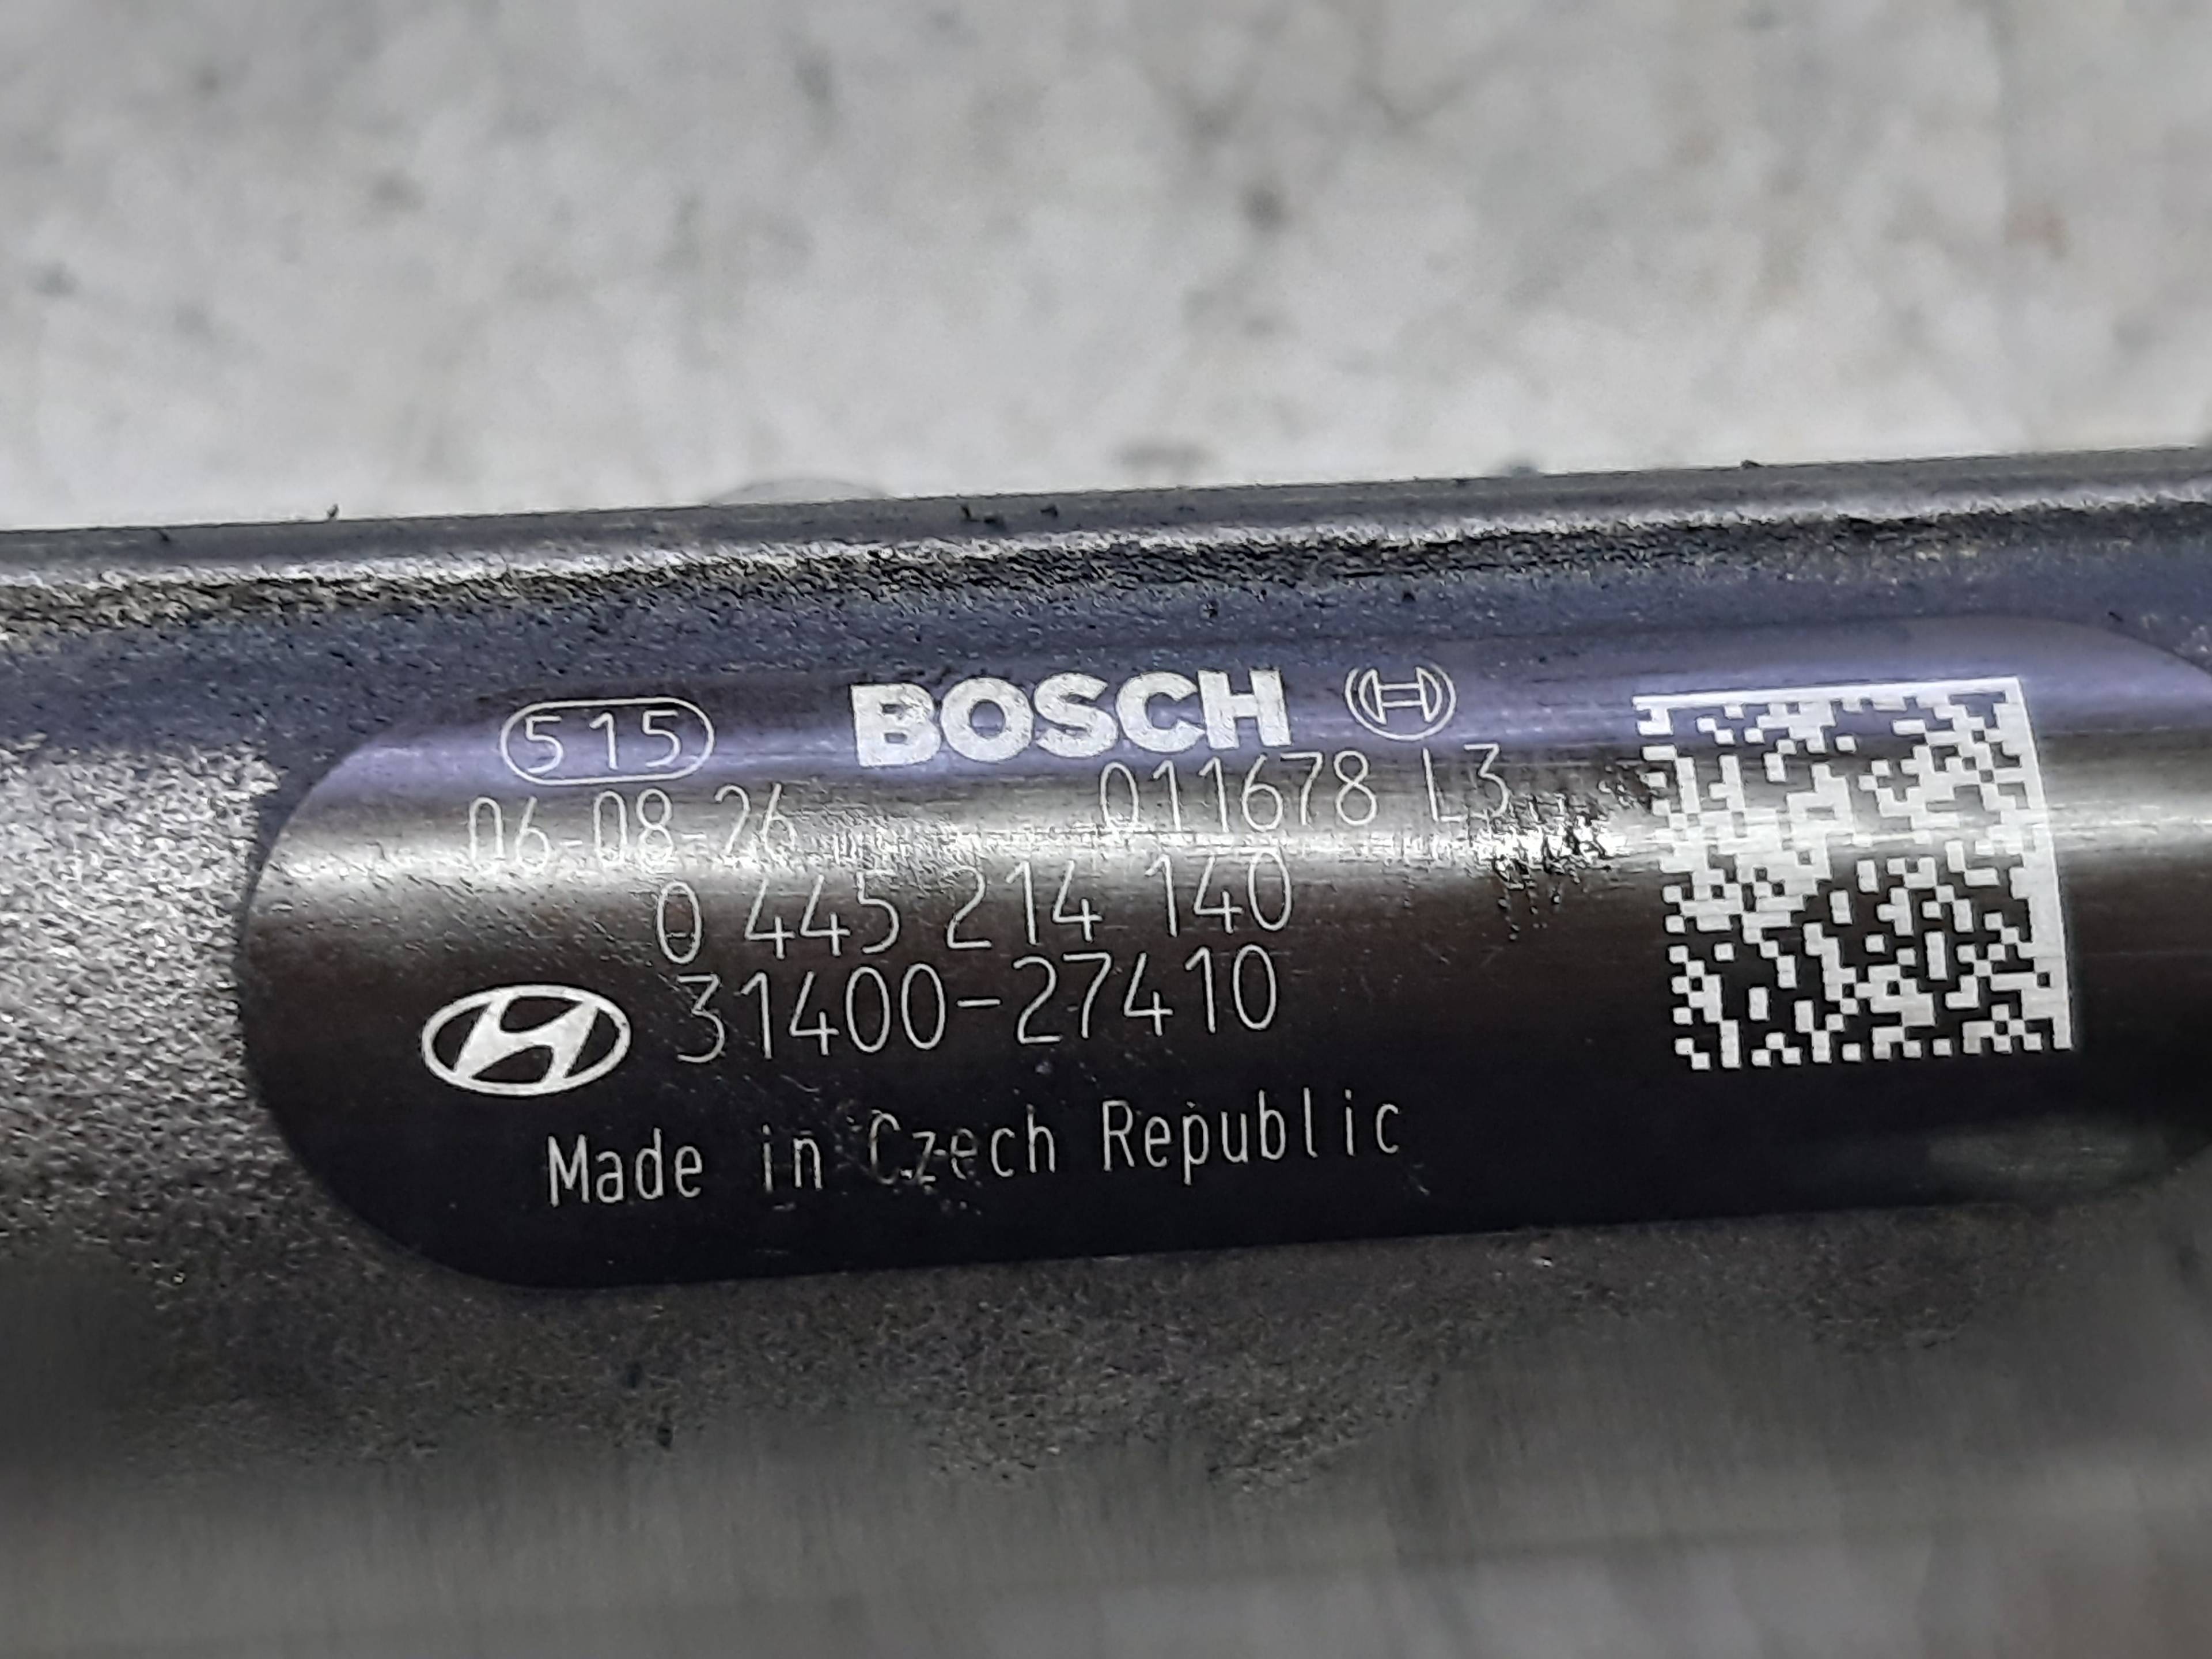 515 BOSCH
06-08-26 011678 L3
0 445 214 140
31400-27410
Made in Czech Republic